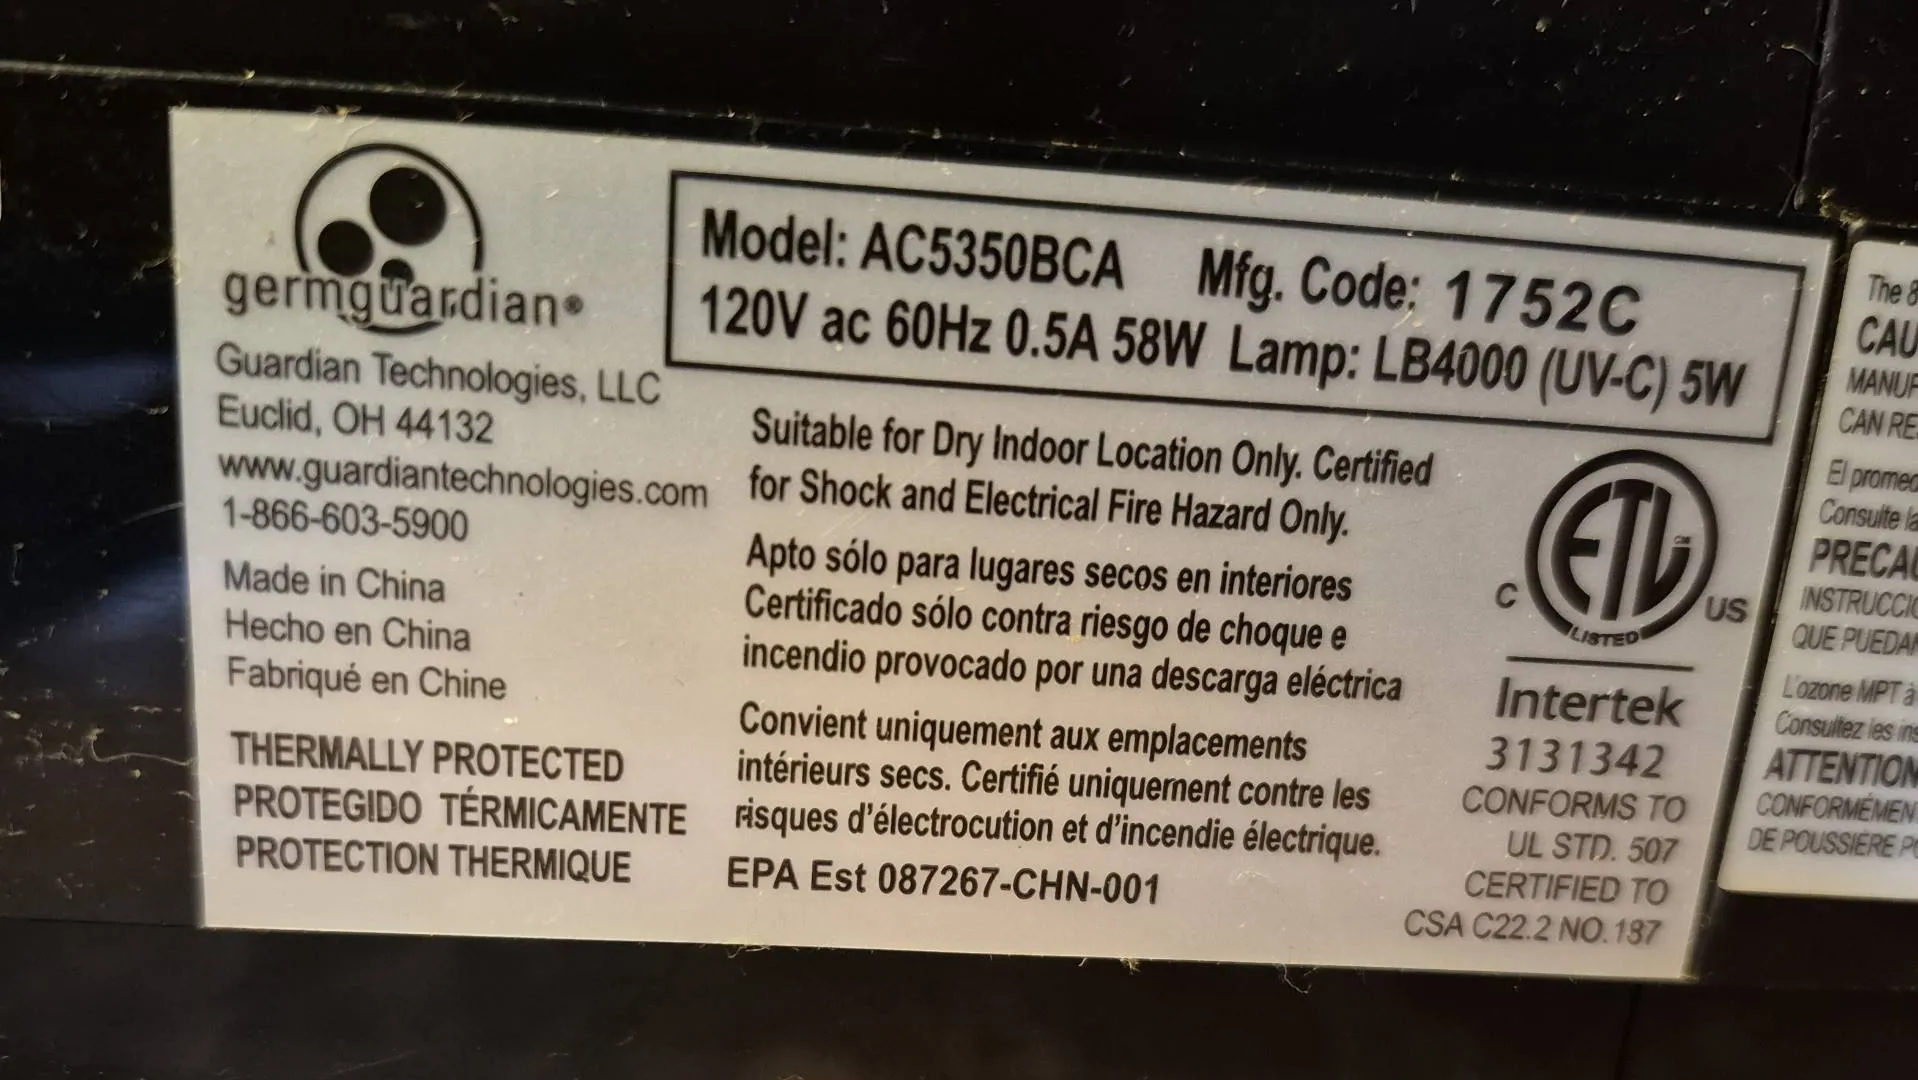 germguardian®
Guardian Technologies, LLC
Euclid, OH 44132
www.guardiantechnologies.com
1-866-603-5900
Made in China
Hecho en China
Fabriqué en Chine
THERMALLY PROTECTED
PROTEGIDO TÉRMICAMENTE
PROTECTION THERMIQUE
Model: AC5350BCA Mfg. Code: 1752C
120V ac 60Hz 0.5A 58W Lamp: LB4000 (UV-C) 5W
Suitable for Dry Indoor Location Only. Certified
for Shock and Electrical Fire Hazard Only.
Apto sólo para lugares secos en interiores
Certificado sólo contra riesgo de choque e
incendio provocado por una descarga eléctrica
Convient uniquement aux emplacements
intérieurs secs. Certifié uniquement contre les
risques d'électrocution et d'incendie électrique.
EPA Est 087267-CHN-001
ETL
C US
LISTED
Intertek
3131342
CONFORMS TO
UL STD. 507
CERTIFIED TO
CSA C22.2 NO. 187
The 8
CAU
MANUF
CAN RE
El promed
Consulte la
PRECAU
INSTRUCCIO
QUE PUEDAN
L'ozone MPT à
Consultez les ins
ATTENTION
CONFORMÉMEN
DE POUSSIÈRE P